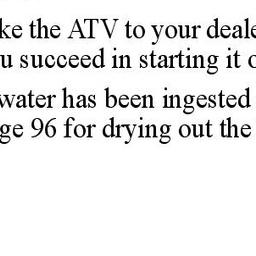 ke the ATV to your deale
u succeed in starting it o
water has been ingested
ge 96 for drying out the